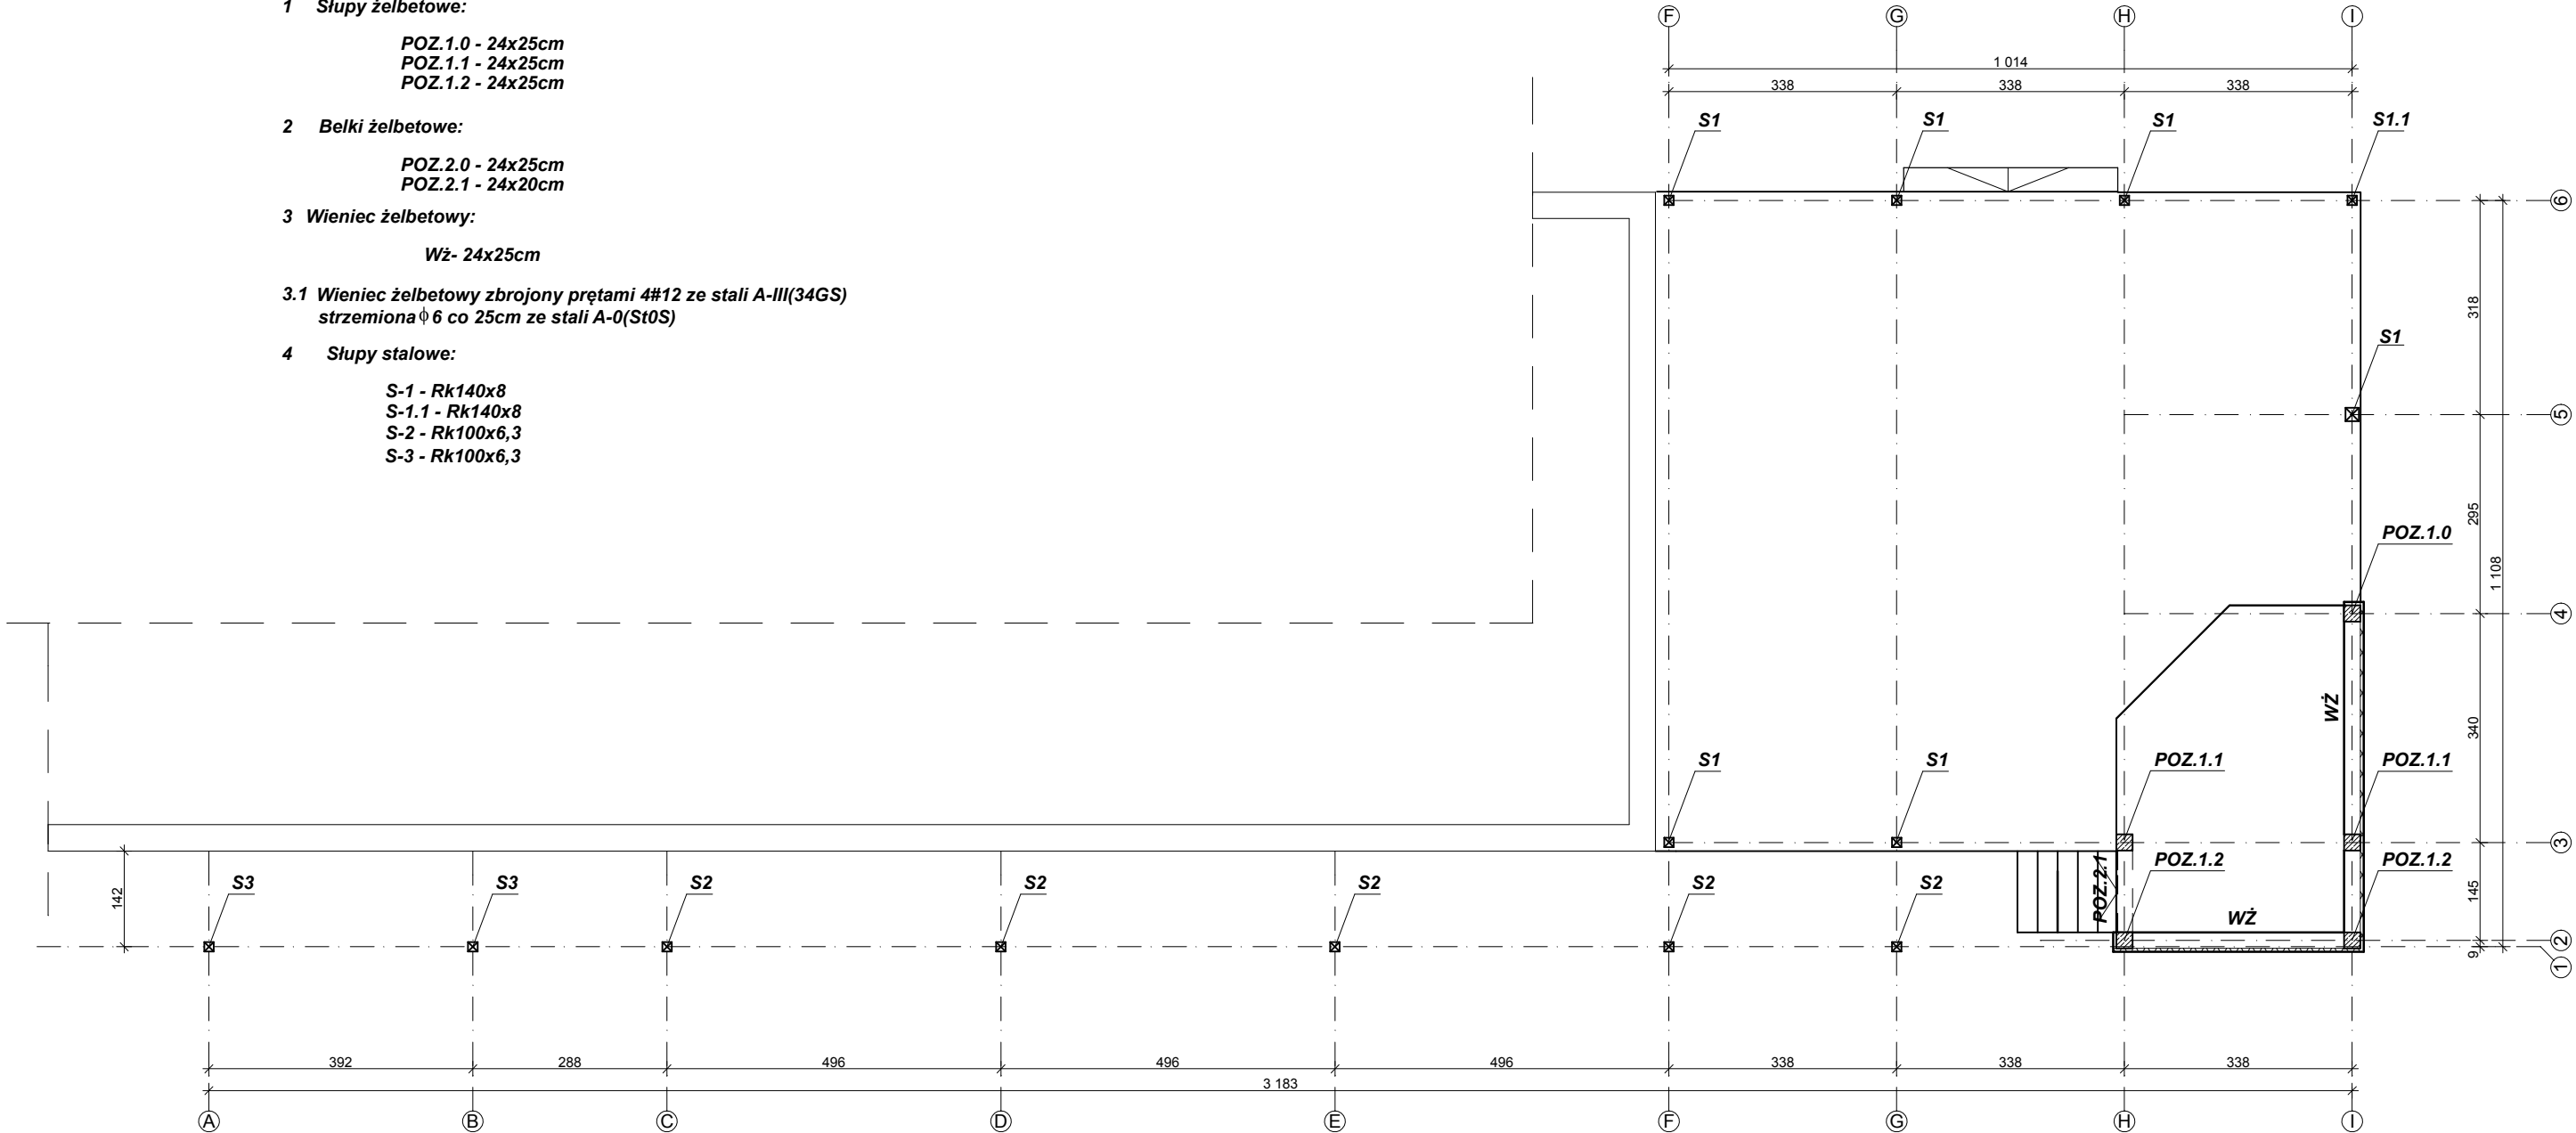 1 Słupy żelbetowe:
POZ.1.0 - 24x25cm
POZ.1.1 - 24x25cm
POZ.1.2 - 24x25cm
2 Belki żelbetowe:
POZ.2.0 - 24x25cm
POZ.2.1 - 24x20cm
3 Wieniec żelbetowy:
Wż- 24x25cm
3.1 Wieniec żelbetowy zbrojony prętami 4#12 ze stali A-III(34GS)
strzemiona ϕ 6 co 25cm ze stali A-0(St0S)
4 Słupy stalowe:
S-1 - Rk140x8
S-1.1 - Rk140x8
S-2 - Rk100x6,3
S-3 - Rk100x6,3
F G H I
1 014
338 338 338
S1 S1 S1 S1.1
6
318
S1
5
295
POZ.1.0
1 108
4
WŻ
340
S1 S1 POZ.1.1 POZ.1.1
3
POZ.2.1
POZ.1.2 POZ.1.2
142
S3 S3 S2 S2 S2 S2 S2
145
WŻ
2
9
1
392 288 496 496 496 338 338 338
3 183
A B C D E F G H I